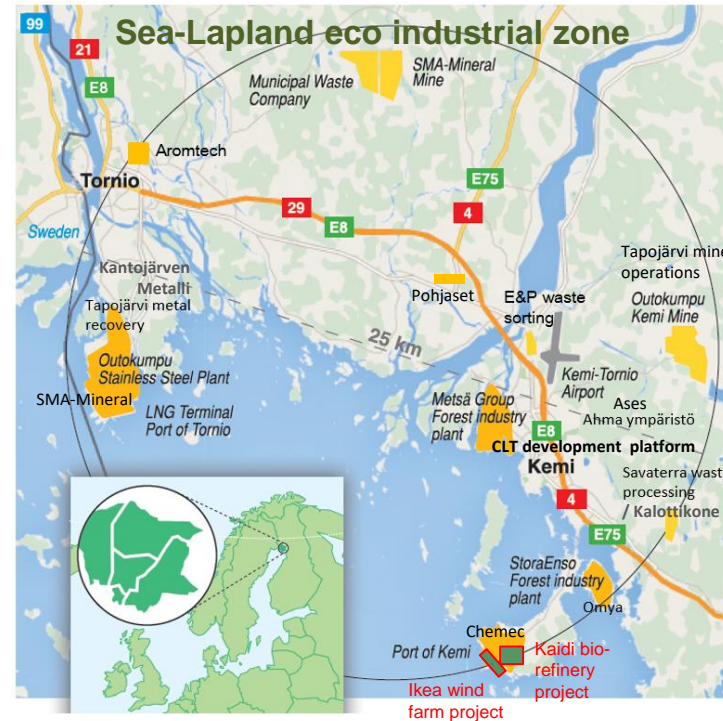 Sea-Lapland eco industrial zone
99
21
E8
Municipal Waste
Company
SMA-Mineral
Mine
Aromtech
Tornio
E75
29
4
E8
Sweden
Kantojärven
Metalli
Tapojärvi metal
recovery
Pohjaset
E&P waste
sorting
Tapojärvi mine
operations
Outokumpu
Kemi Mine
25 km
Outokumpu
Stainless Steel Plant
SMA-Mineral
LNG Terminal
Port of Tornio
Kemi-Tornio
Airport
Metsä Group
Forest industry
plant
Ases
Ahma ympäristö
E8
CLT development platform
Kemi
Savaterra wast
processing
/ Kalottikone
4
E75
StoraEnso
Forest industry
plant
Omya
Chemec
Port of Kemi
Kaidi bio-
refinery
project
Ikea wind
farm project